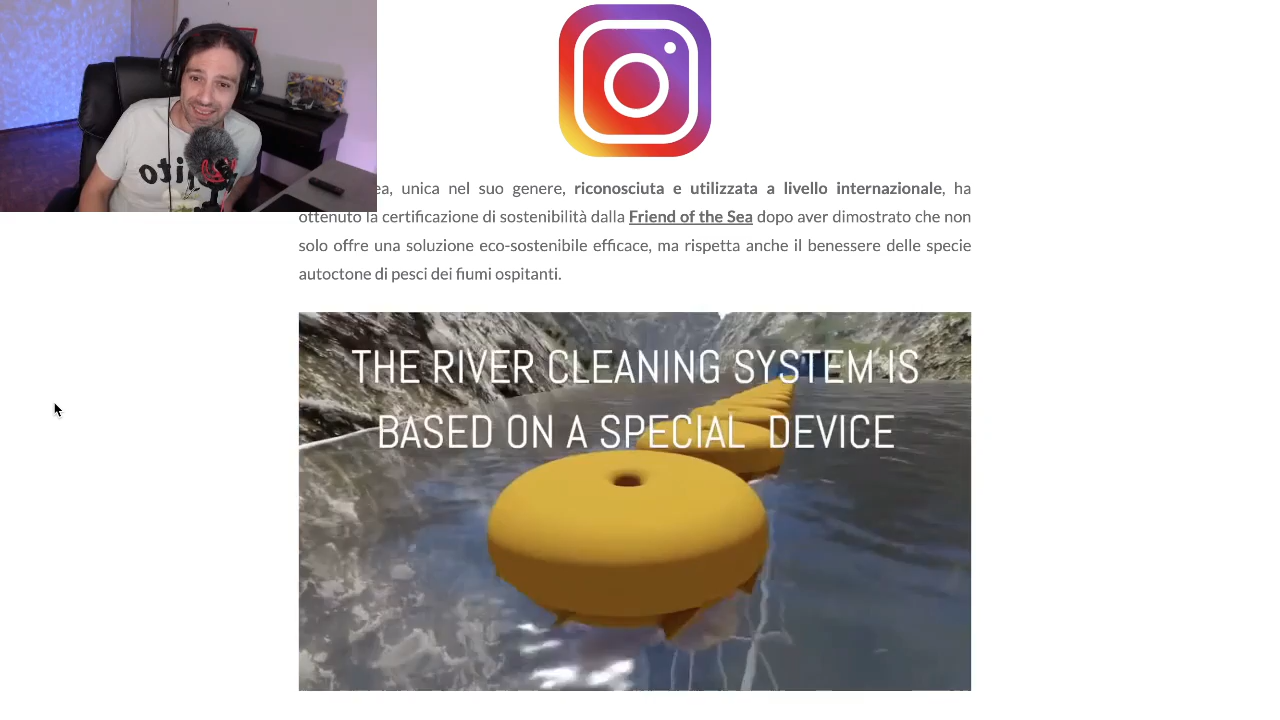 ea, unica nel suo genere, riconosciuta e utilizzata a livello internazionale, ha
ottenuto la certificazione di sostenibilità dalla Friend of the Sea dopo aver dimostrato che non
solo offre una soluzione eco-sostenibile efficace, ma rispetta anche il benessere delle specie
autoctone di pesci dei fiumi ospitanti.
THE RIVER CLEANING SYSTEM IS
BASED ON A SPECIAL DEVICE